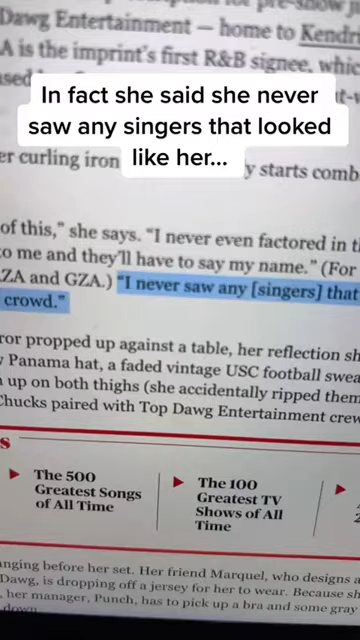 Dawg Entertainment — home to Kendri
A is the imprint's first R&B signee, whic
In fact she said she never
saw any singers that looked
like her...
er curling iron
y starts comb
of this," she says. "I never even factored in th
to me and they'll have to say my name." (For
ZA and GZA.) "I never saw any [singers] that
crowd."
ror propped up against a table, her reflection sh
Panama hat, a faded vintage USC football swea
up on both thighs (she accidentally ripped them
Chucks paired with Top Dawg Entertainment crew
S
The 500
Greatest Songs
of All Time
The 100
Greatest TV
Shows of All
Time
anging before her set. Her friend Marquel, who designs a
Dawg, is dropping off a jersey for her to wear. Because sh
, her manager, Punch, has to pick up a bra and some gray
down